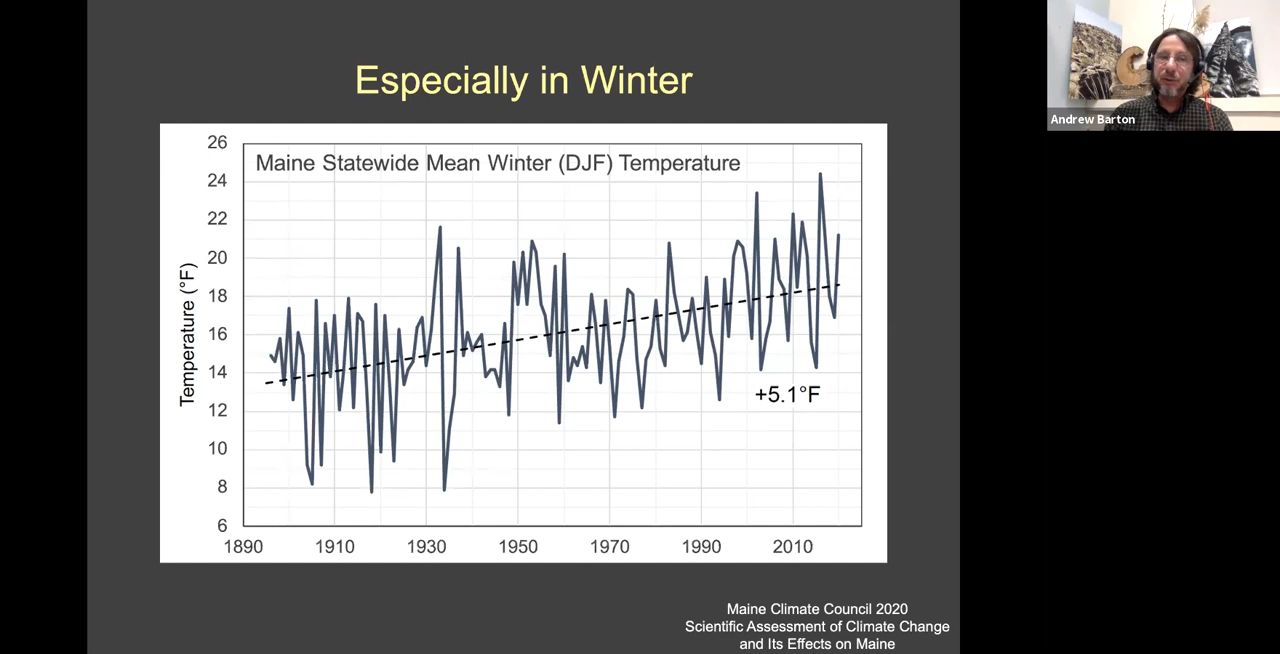 Especially in Winter
Andrew Barton
Maine Statewide Mean Winter (DJF) Temperature
Temperature (°F)
26
24
22
20
18
16
14
12
10
8
6
+5.1°F
1890 1910 1930 1950 1970 1990 2010
Maine Climate Council 2020
Scientific Assessment of Climate Change
and Its Effects on Maine